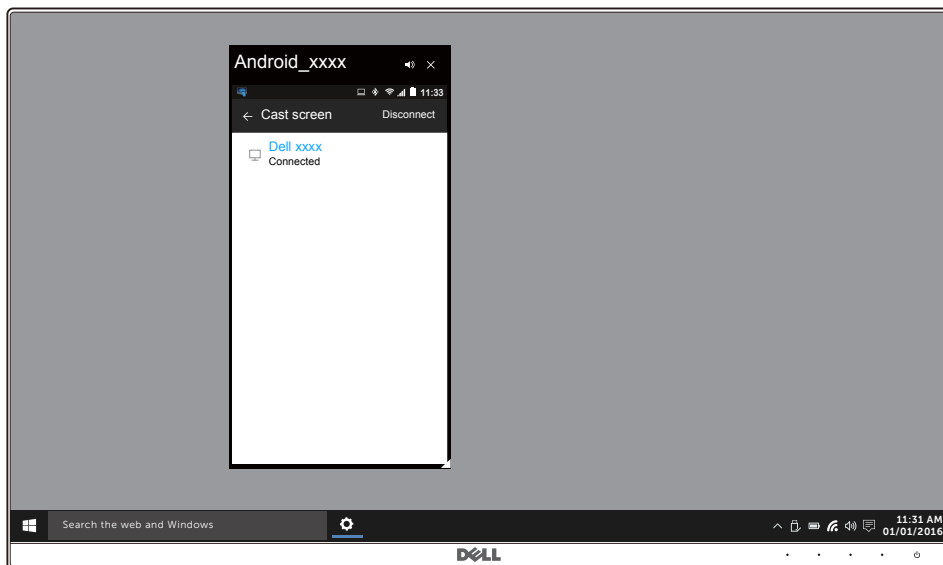 Android_xxxx
11:33
Cast screen Disconnect
Dell xxxx
Connected
Search the web and Windows
11:31 AM
01/01/2016
DELL